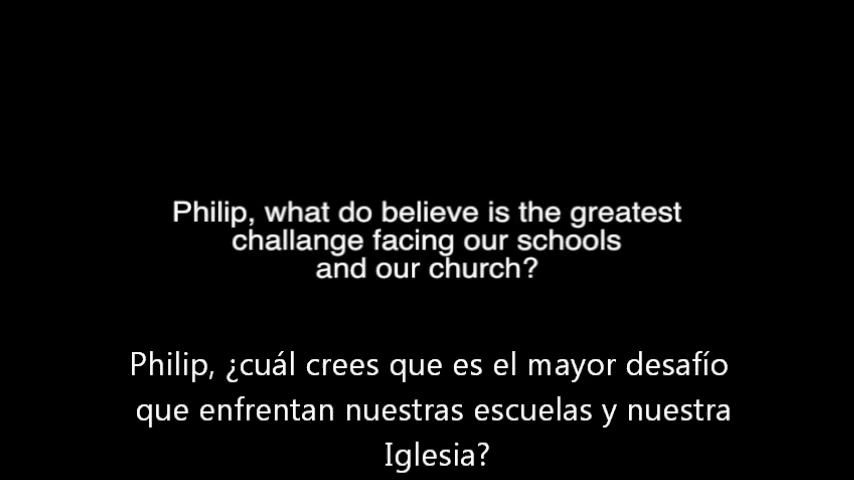 Philip, what do believe is the greatest
challange facing our schools
and our church?
Philip, ¿cuál crees que es el mayor desafío
que enfrentan nuestras escuelas y nuestra
Iglesia?